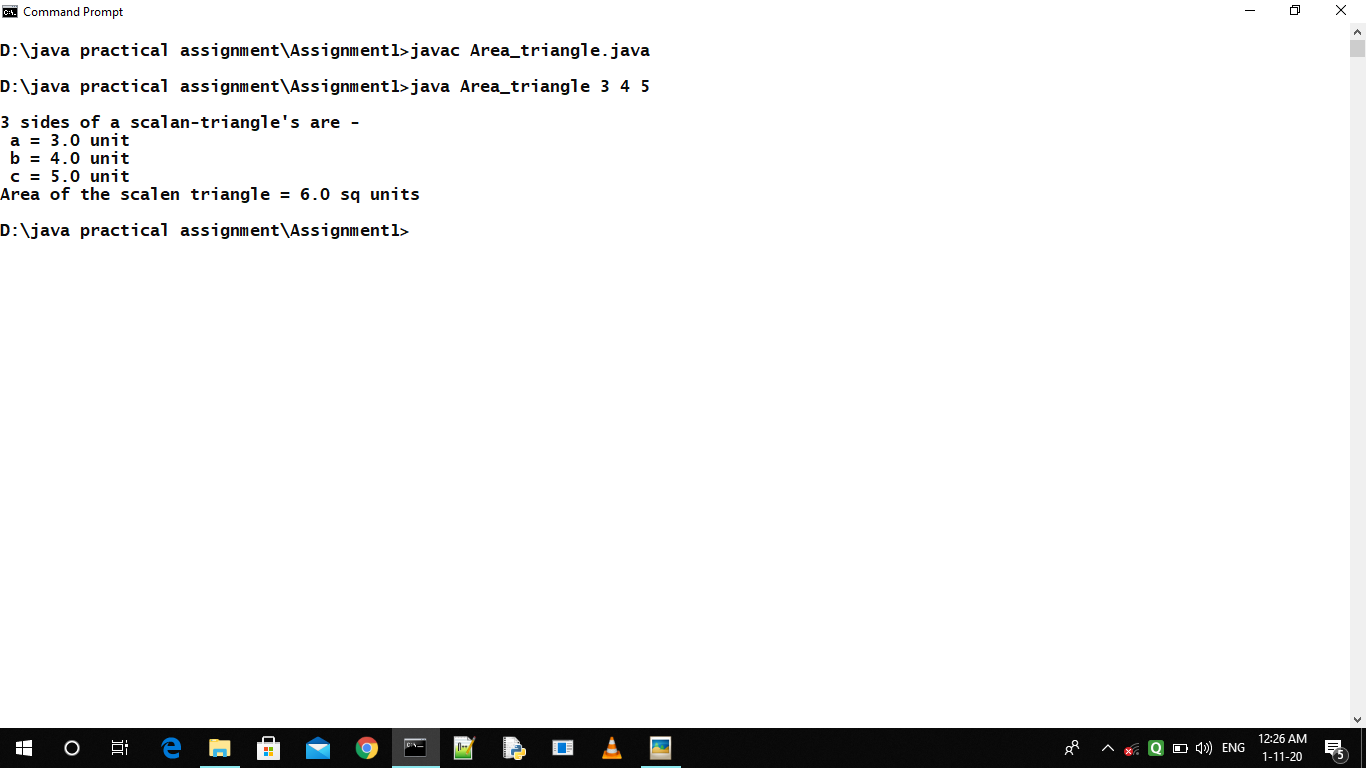 Command Prompt
D:\java practical assignment\Assignment1>javac Area_triangle.java
D:\java practical assignment\Assignment1>java Area_triangle 3 4 5
3 sides of a scalan-triangle's are -
a = 3.0 unit
b = 4.0 unit
c = 5.0 unit
Area of the scalen triangle = 6.0 sq units
D:\java practical assignment\Assignment1>
ENG
12:26 AM
1-11-20
5